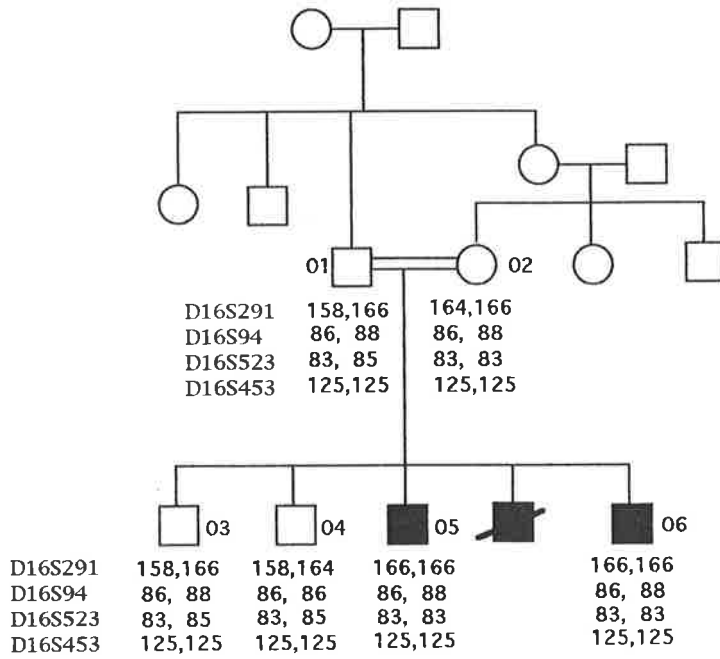 01 02
D16S291 158,166 164,166
D16S94 86, 88 86, 88
D16S523 83, 85 83, 83
D16S453 125,125 125,125
03 04 05 06
D16S291 158,166 158,164 166,166 166,166
D16S94 86, 88 86, 86 86, 88 86, 88
D16S523 83, 85 83, 85 83, 83 83, 83
D16S453 125,125 125,125 125,125 125,125